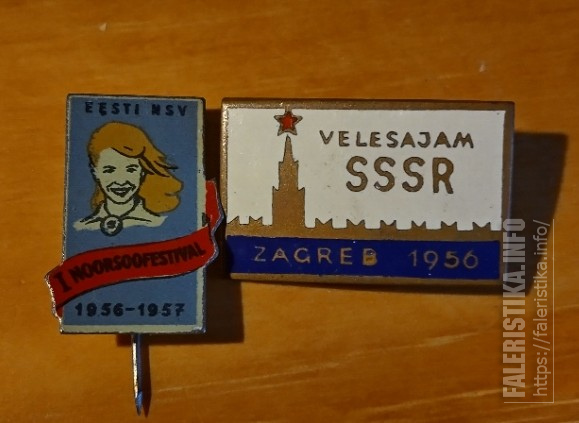 EESTI NSV
I NOORSOOFESTIVAL
1956-1957
VELESAJAM
SSSR
ZAGREB 1956
FALERISTIKA.INFO
https://faleristika.info/